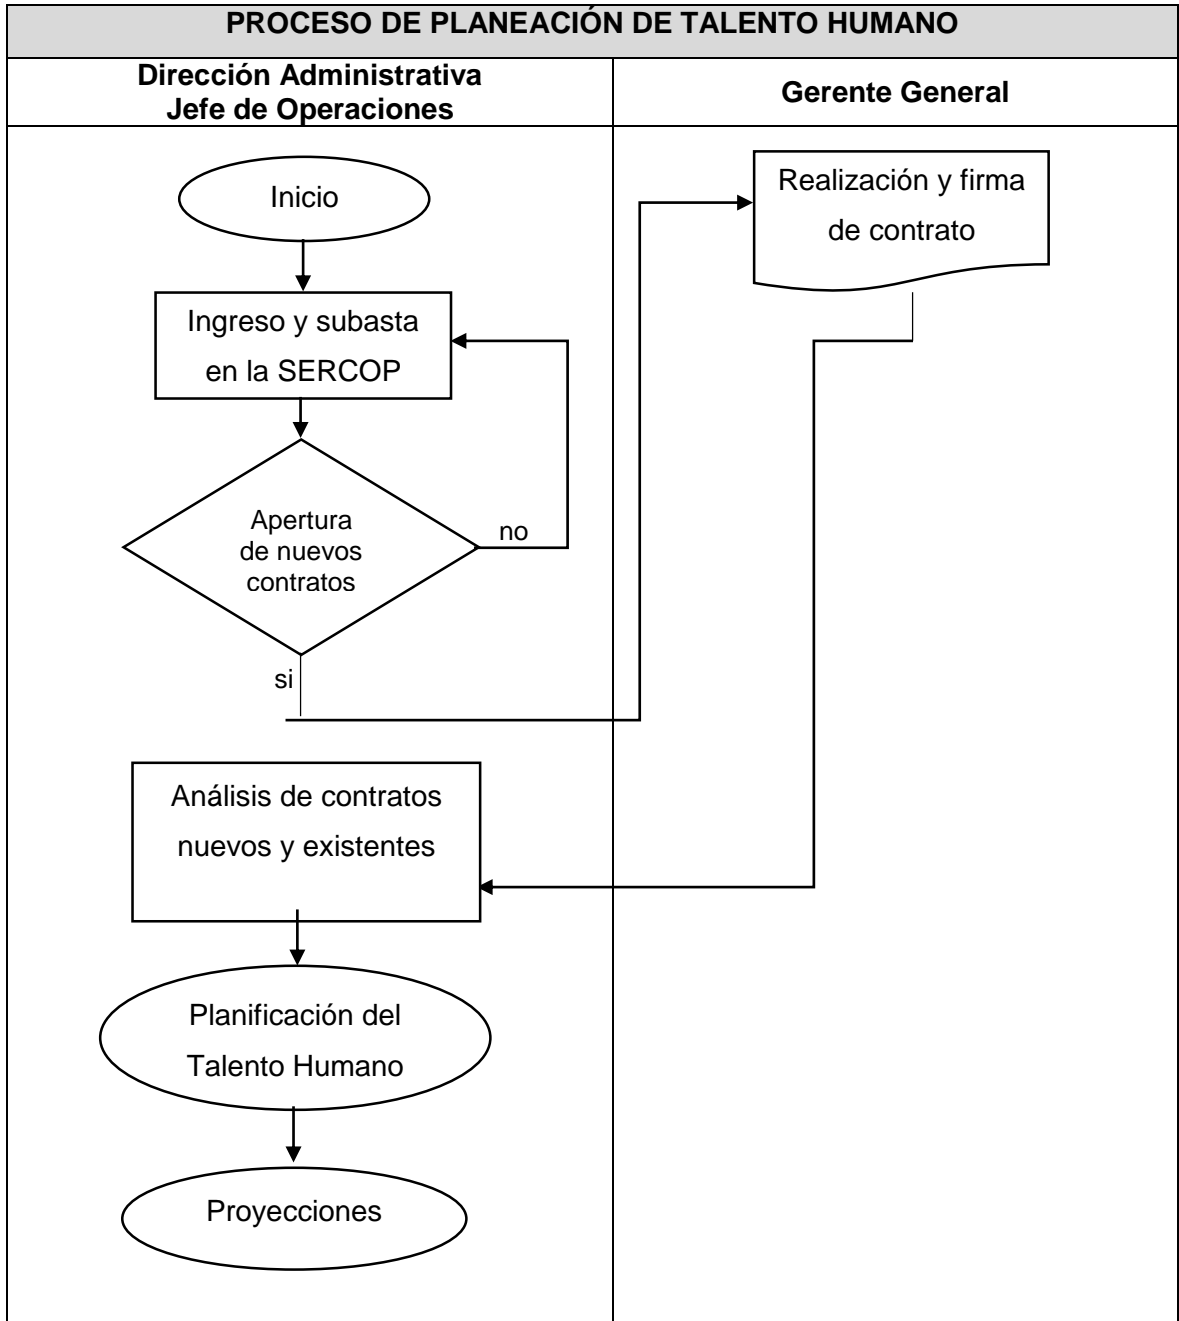 PROCESO DE PLANEACIÓN DE TALENTO HUMANO
Dirección Administrativa
Jefe de Operaciones
Gerente General
Inicio
Ingreso y subasta
en la SERCOP
Apertura
de nuevos
contratos
no
si
Realización y firma
de contrato
Análisis de contratos
nuevos y existentes
Planificación del
Talento Humano
Proyecciones